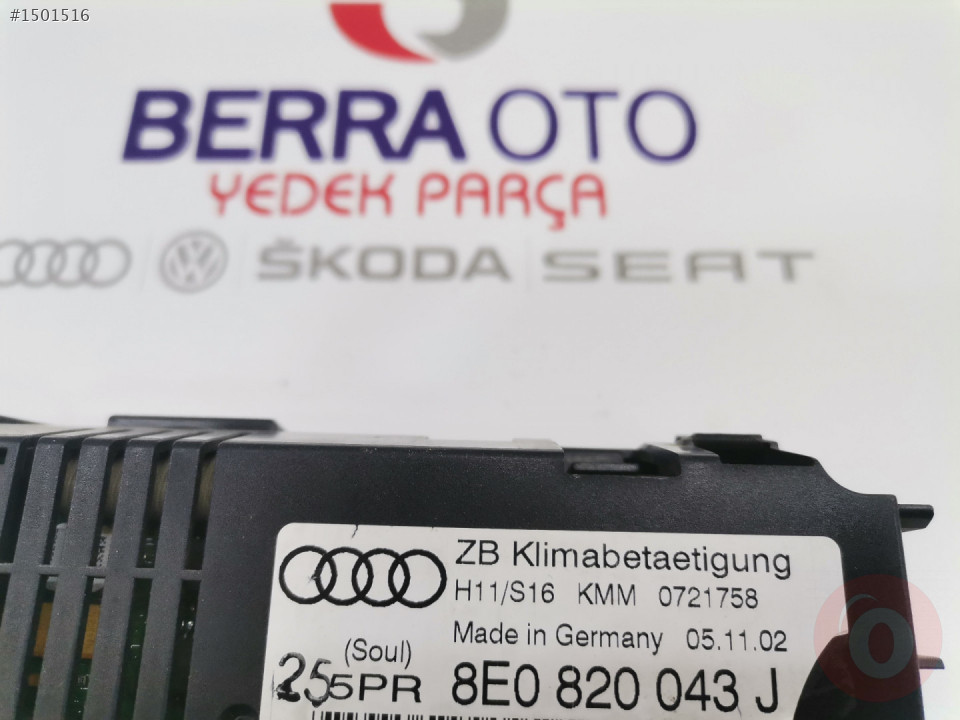 #1501516
BERRA OTO
YEDEK PARÇA
ŠKODA SEAT
ZB Klimabetaetigung
H11/S16 KMM 0721758
Made in Germany 05.11.02
(Soul)
5PR 8E0 820 043 J